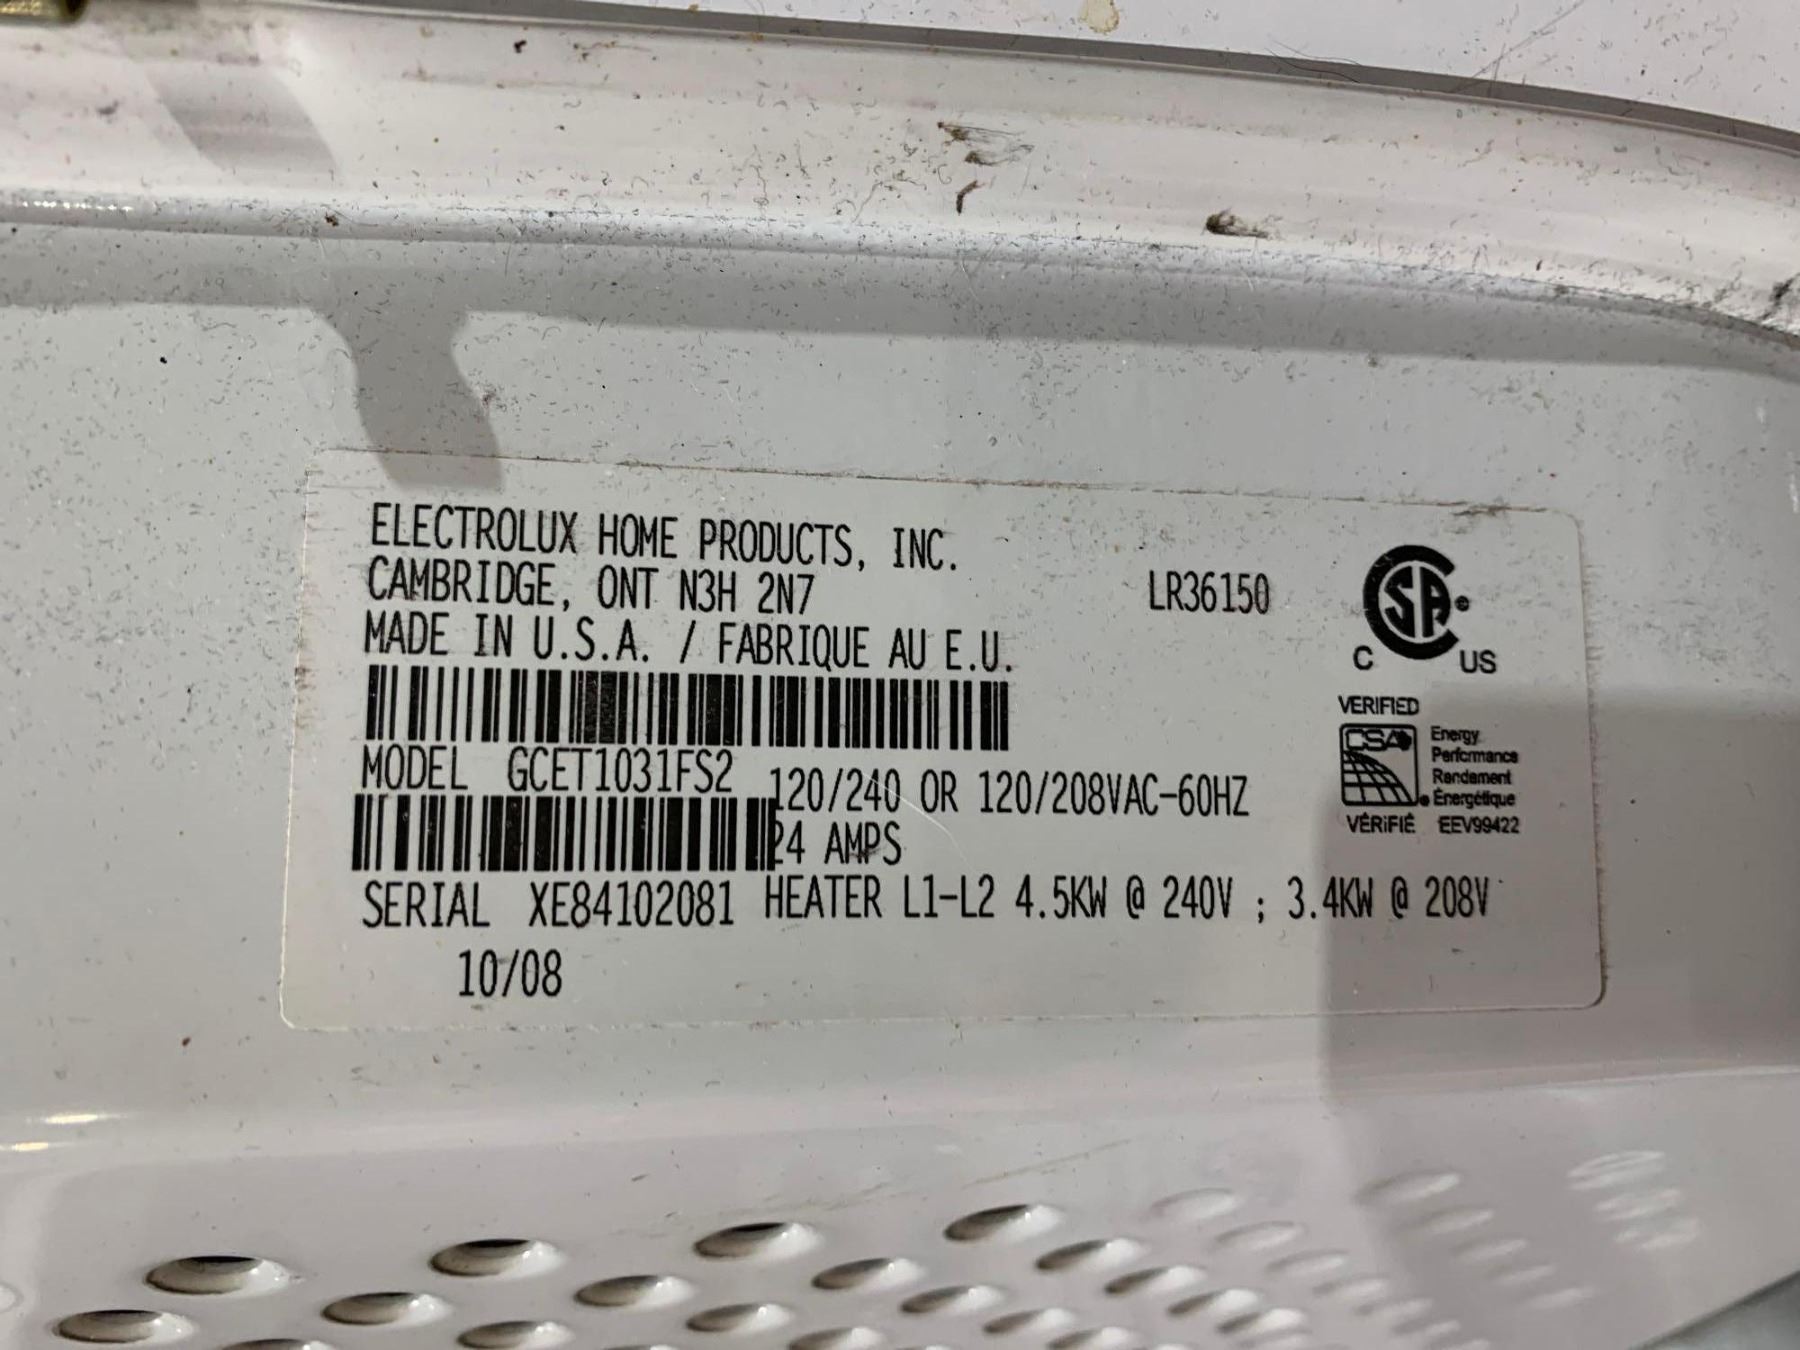 ELECTROLUX HOME PRODUCTS, INC.
CAMBRIDGE, ONT N3H 2N7
LR36150
MADE IN U.S.A. / FABRIQUE AU E.U.
CSA®
C US
VERIFIED
CSA
Energy
Performance
Rendement
Énergétique
VÉRIFIÉ EEV99422
MODEL GCET1031FS2
120/240 OR 120/208VAC-60HZ
24 AMPS
SERIAL XE84102081
HEATER L1-L2 4.5KW @ 240V ; 3.4KW @ 208V
10/08